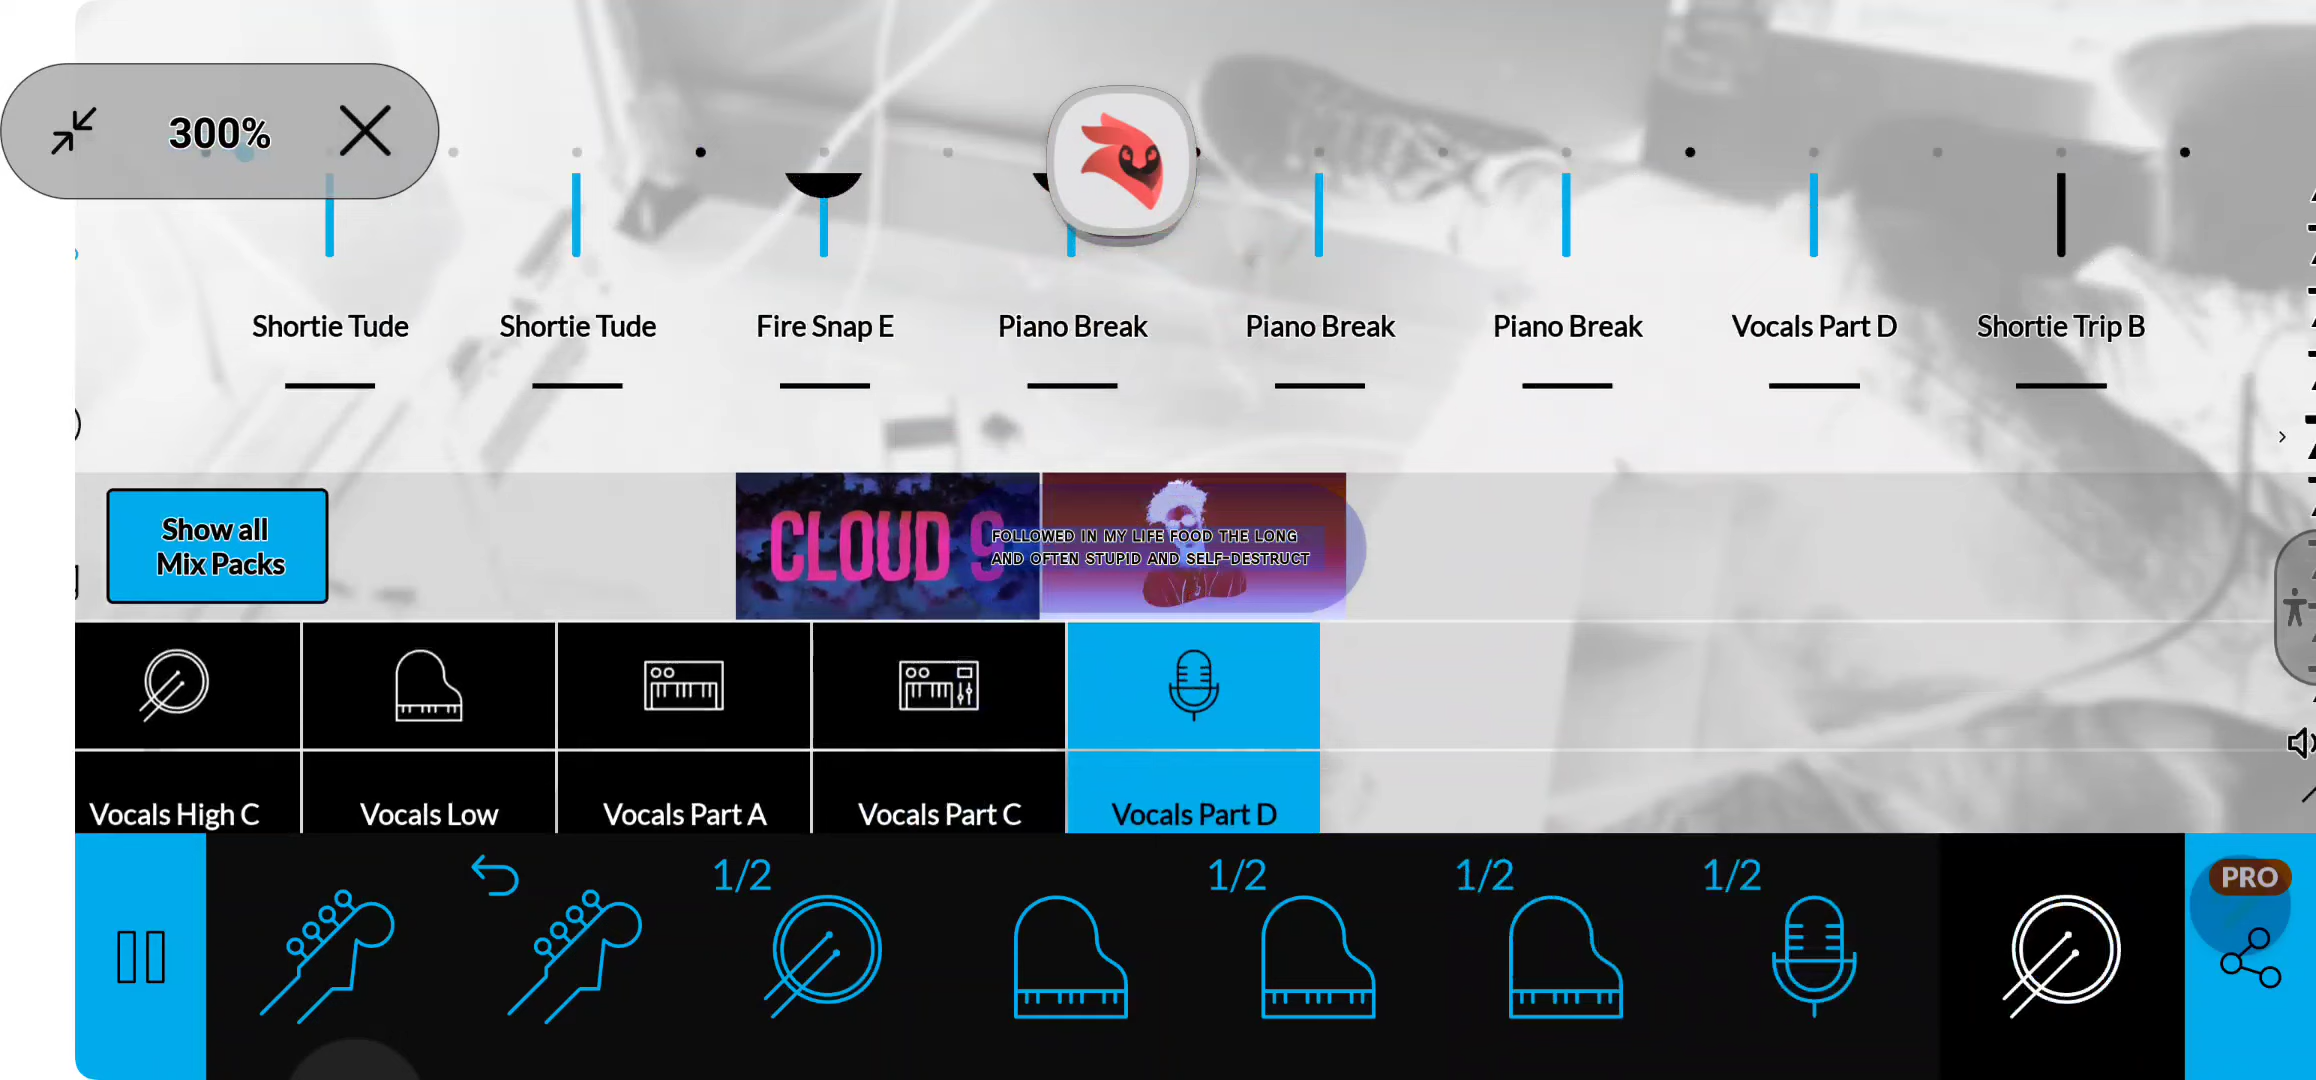 300%
Shortie Tude
Shortie Tude
Fire Snap E
Piano Break
Piano Break
Piano Break
Vocals Part D
Shortie Trip B
Show all
Mix Packs
CLOUD 9
FOLLOWED IN MY LIFE FOOD THE LONG
AND OFTEN STUPID AND SELF-DESTRUCT
Vocals High C
Vocals Low
Vocals Part A
Vocals Part C
Vocals Part D
1/2
1/2
1/2
1/2
PRO